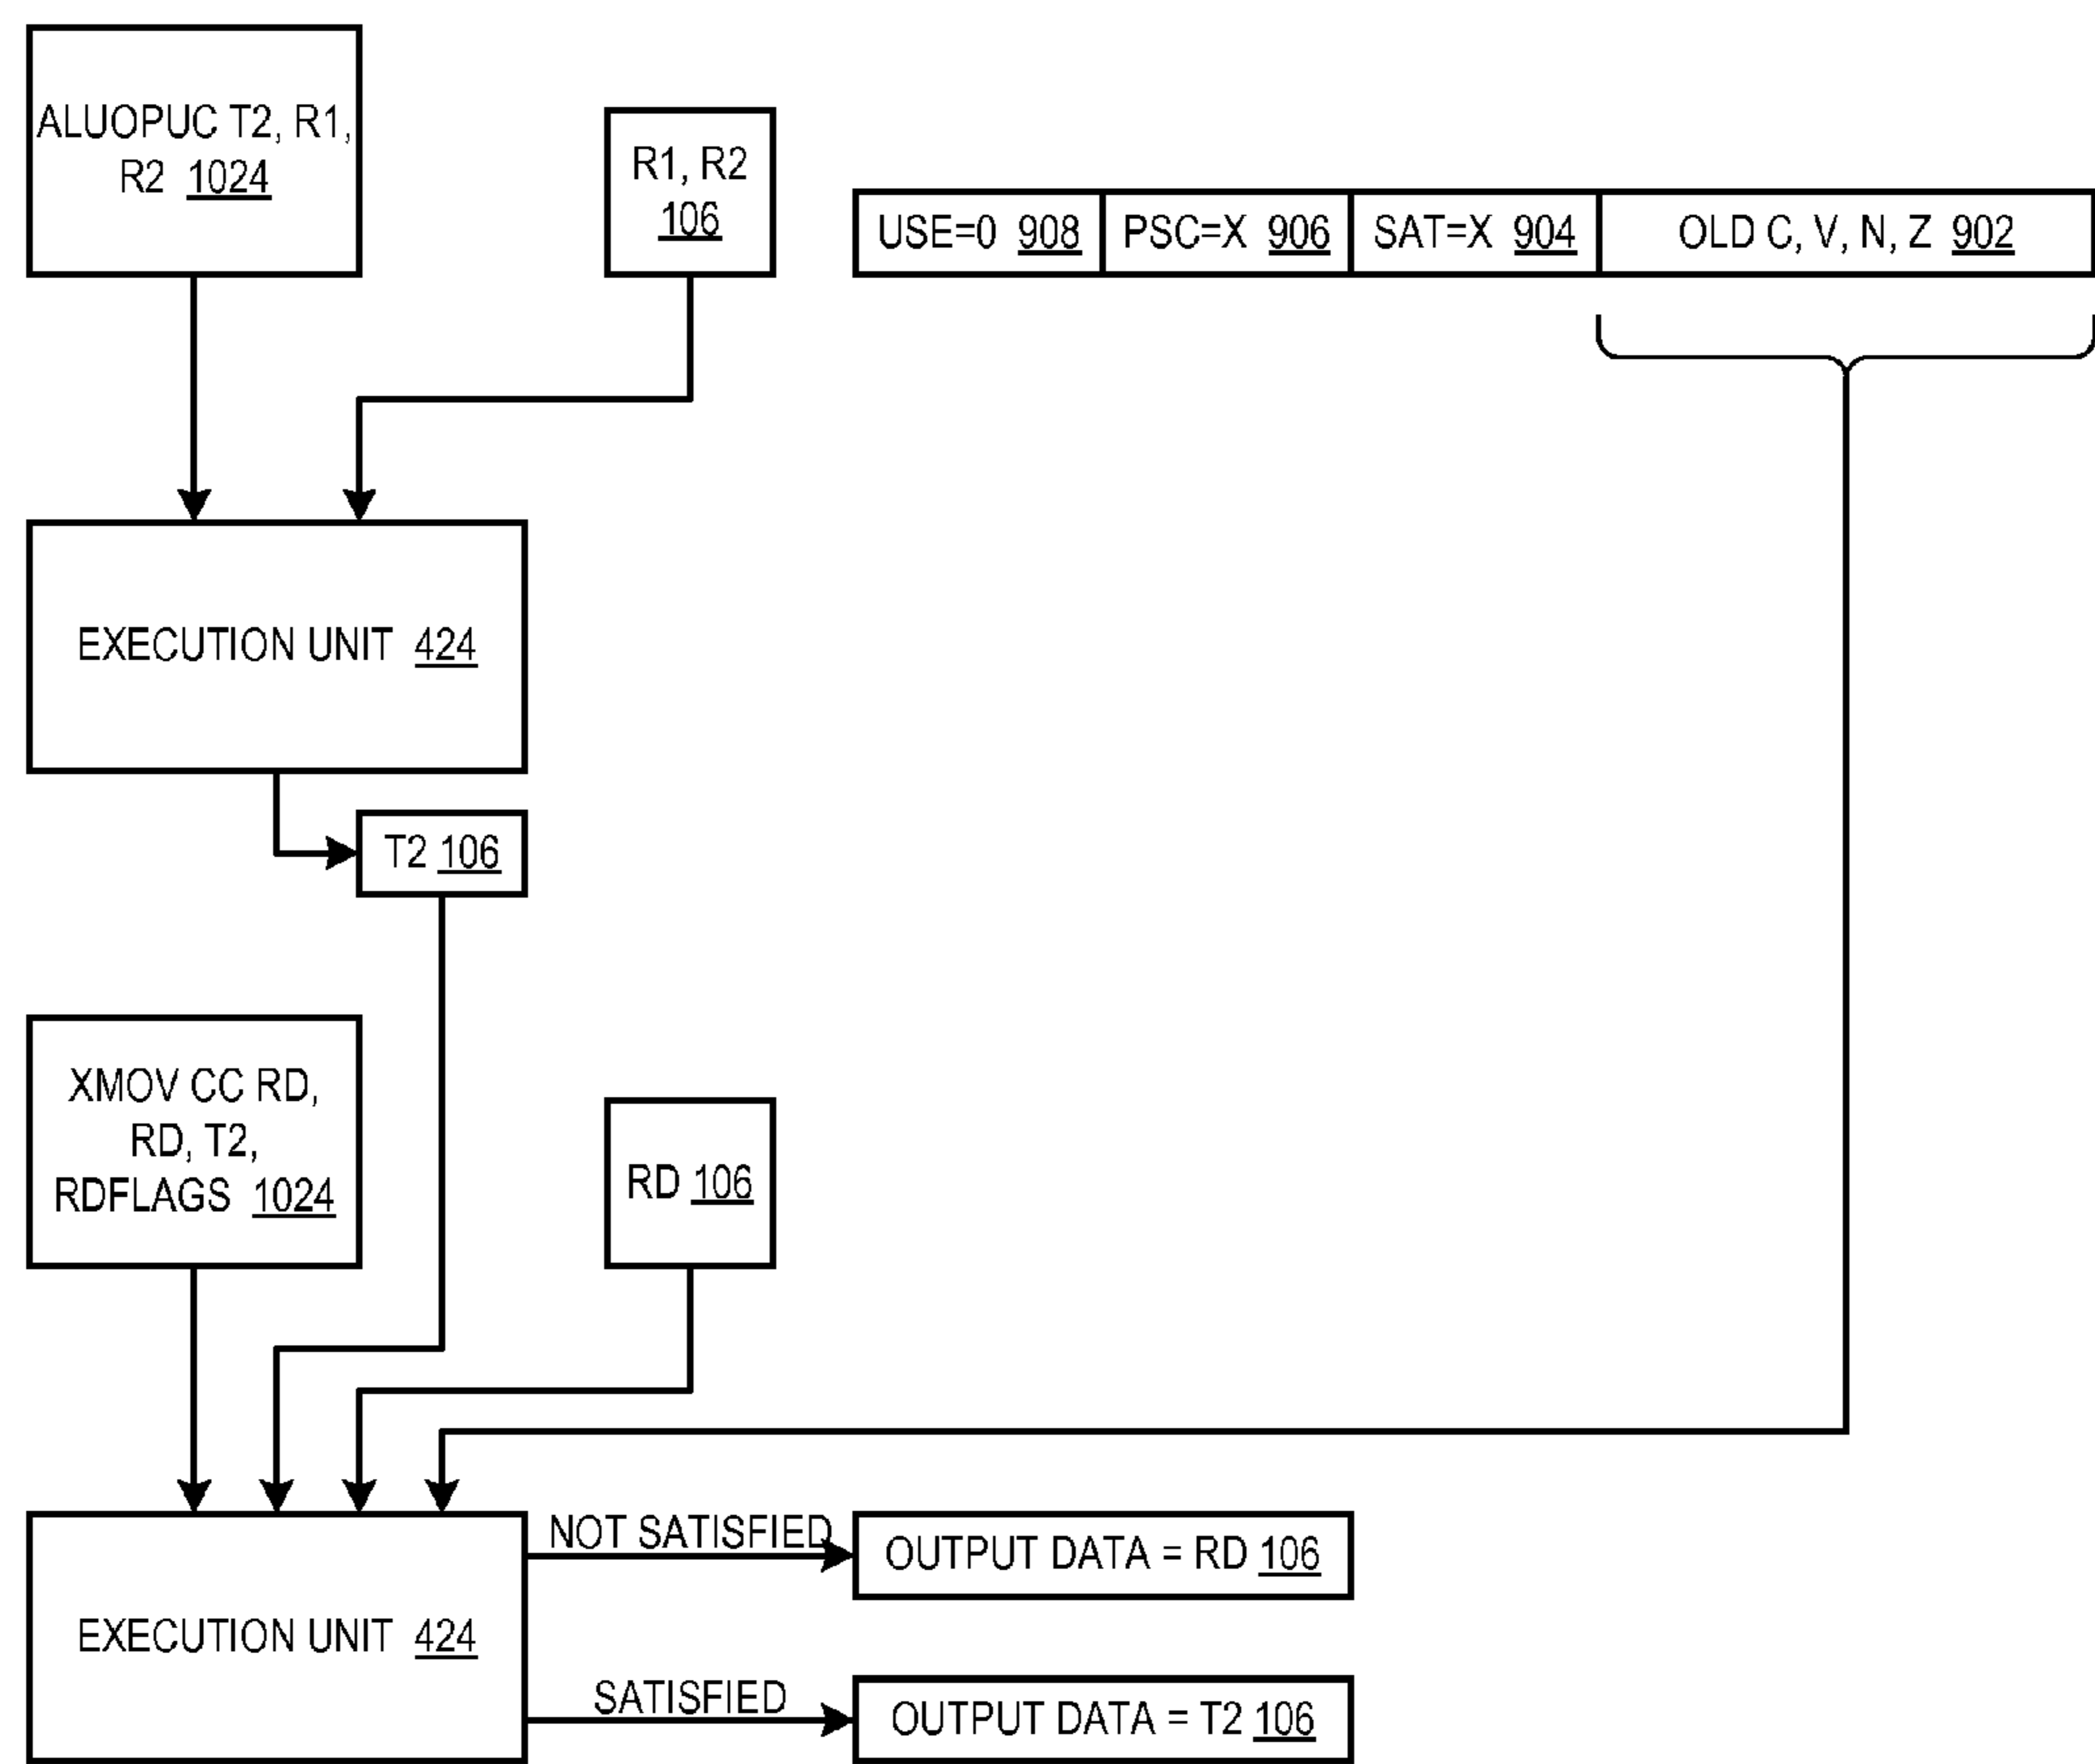 ALUOPUC T2, R1,
R2 1024
R1, R2
106
USE=0 908 PSC=X 906 SAT=X 904 OLD C, V, N, Z 902
EXECUTION UNIT 424
T2 106
XMOV CC RD,
RD, T2,
RDFLAGS 1024
RD 106
EXECUTION UNIT 424
NOT SATISFIED
OUTPUT DATA = RD 106
SATISFIED
OUTPUT DATA = T2 106